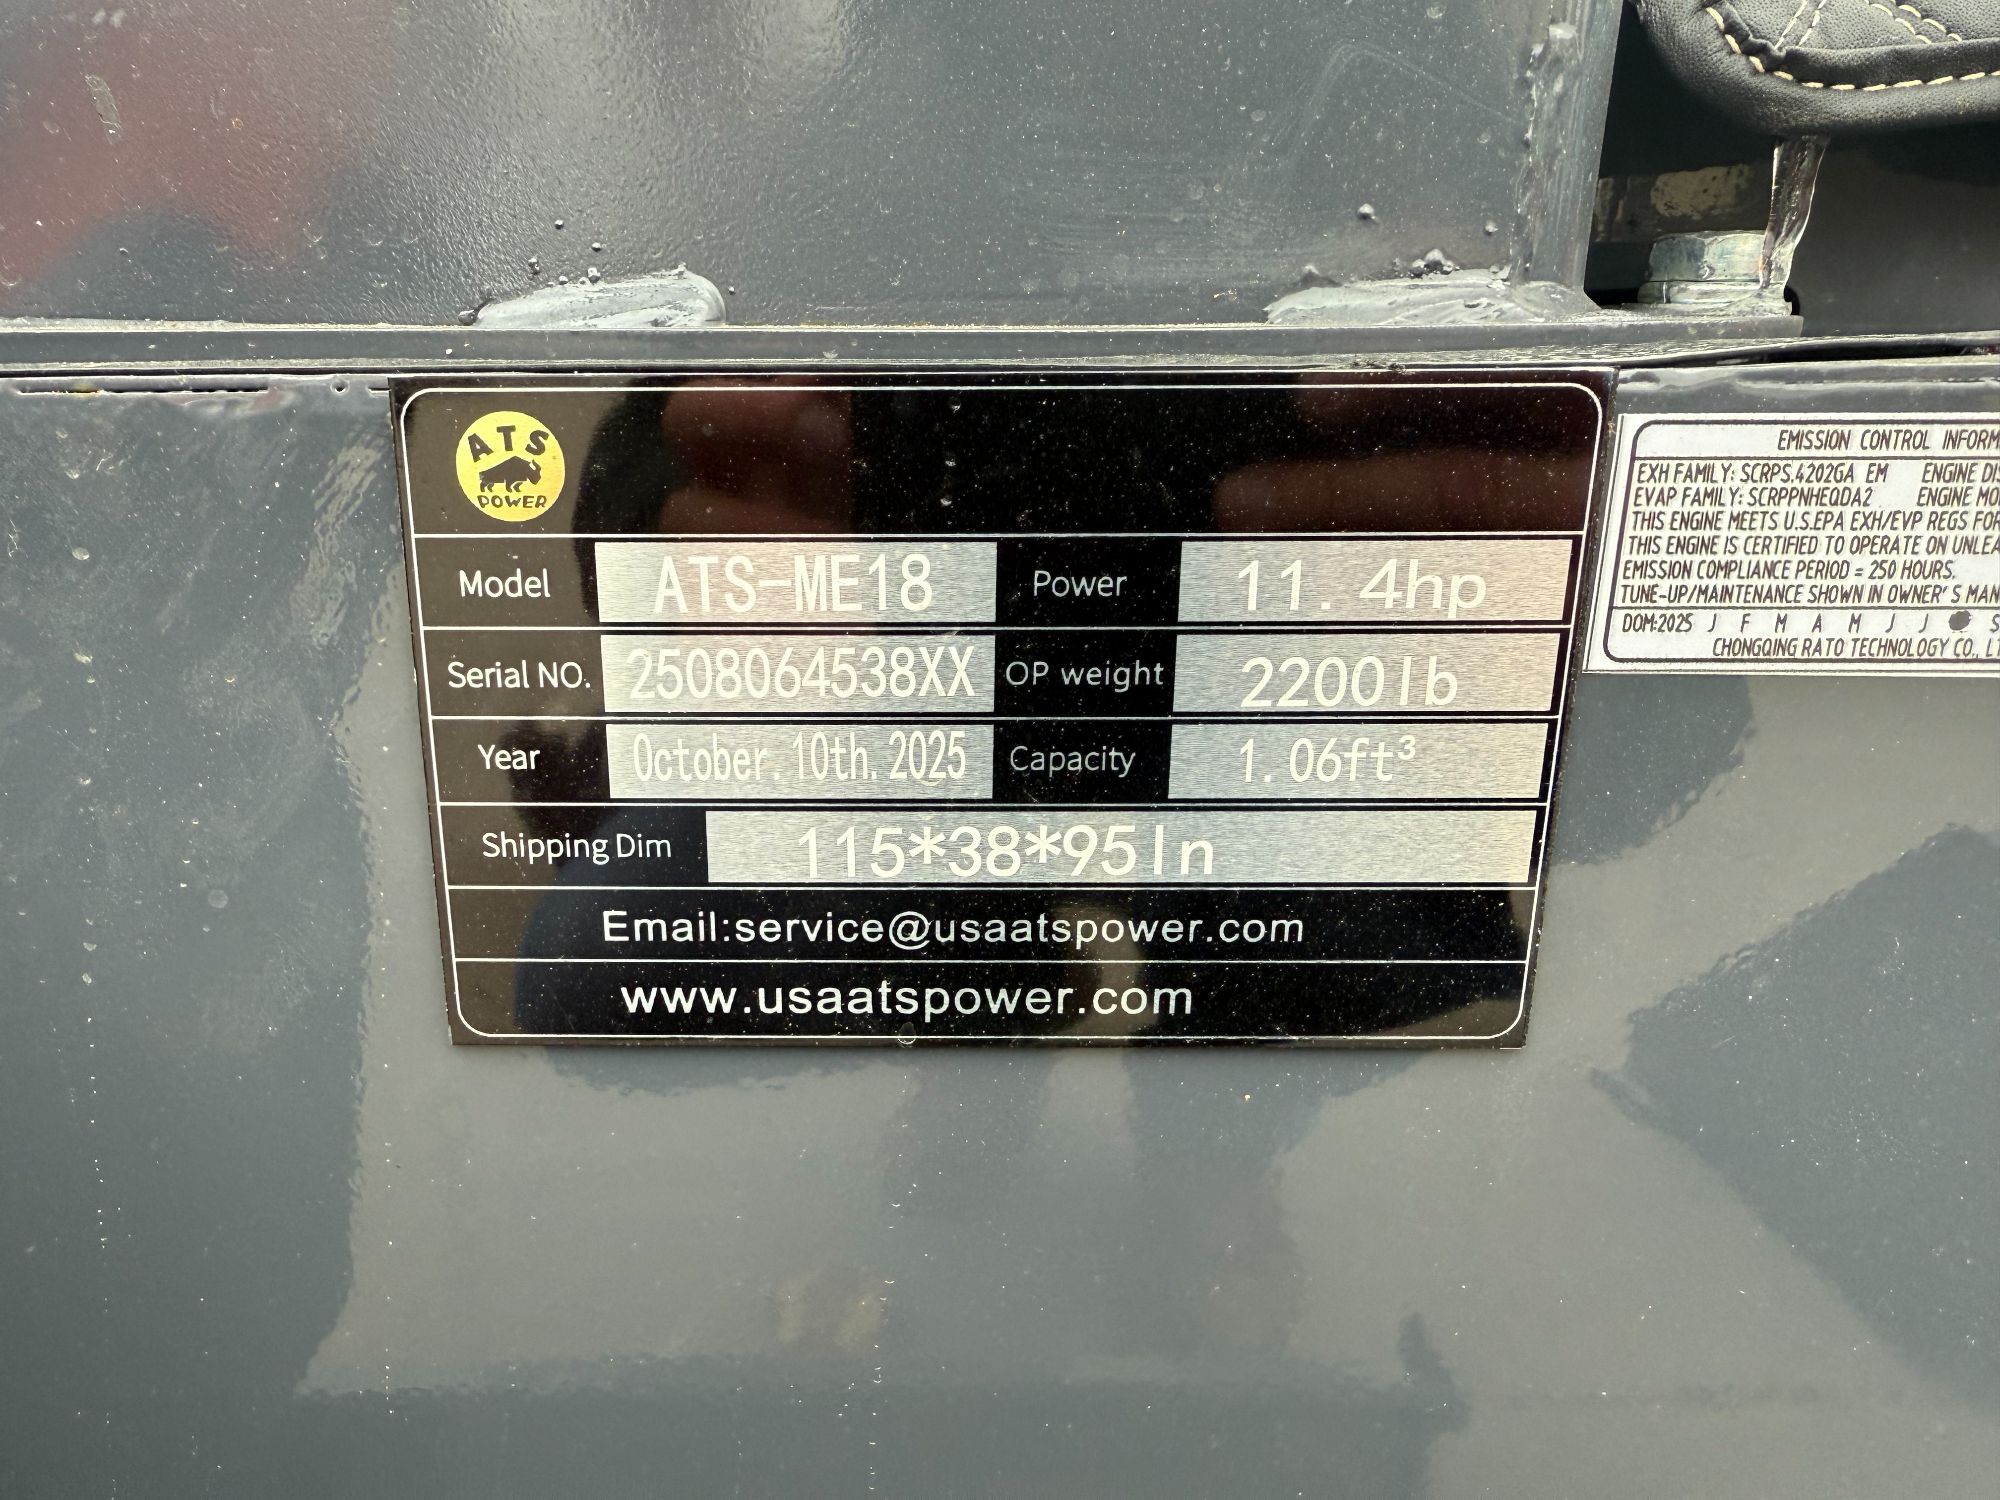 ATS
POWER
Model ATS-ME18 Power 11.4hp
Serial NO. 2508064538XX OP weight 2200lb
Year October.10th.2025 Capacity 1.06ft³
Shipping Dim 115*38*95In
Email:service@usaatspower.com
www.usaatspower.com
EMISSION CONTROL INFORM
EXH FAMILY: SCRPS.4202GA EM ENGINE DIS
EVAP FAMILY: SCRPPNHEQDA2 ENGINE MO
THIS ENGINE MEETS U.S.EPA EXH/EVP REGS FOR
THIS ENGINE IS CERTIFIED TO OPERATE ON UNLEA
EMISSION COMPLIANCE PERIOD = 250 HOURS.
TUNE-UP/MAINTENANCE SHOWN IN OWNER'S MAN
DOM:2025 J F M A M J J S
CHONGQING RATO TECHNOLOGY CO., LT